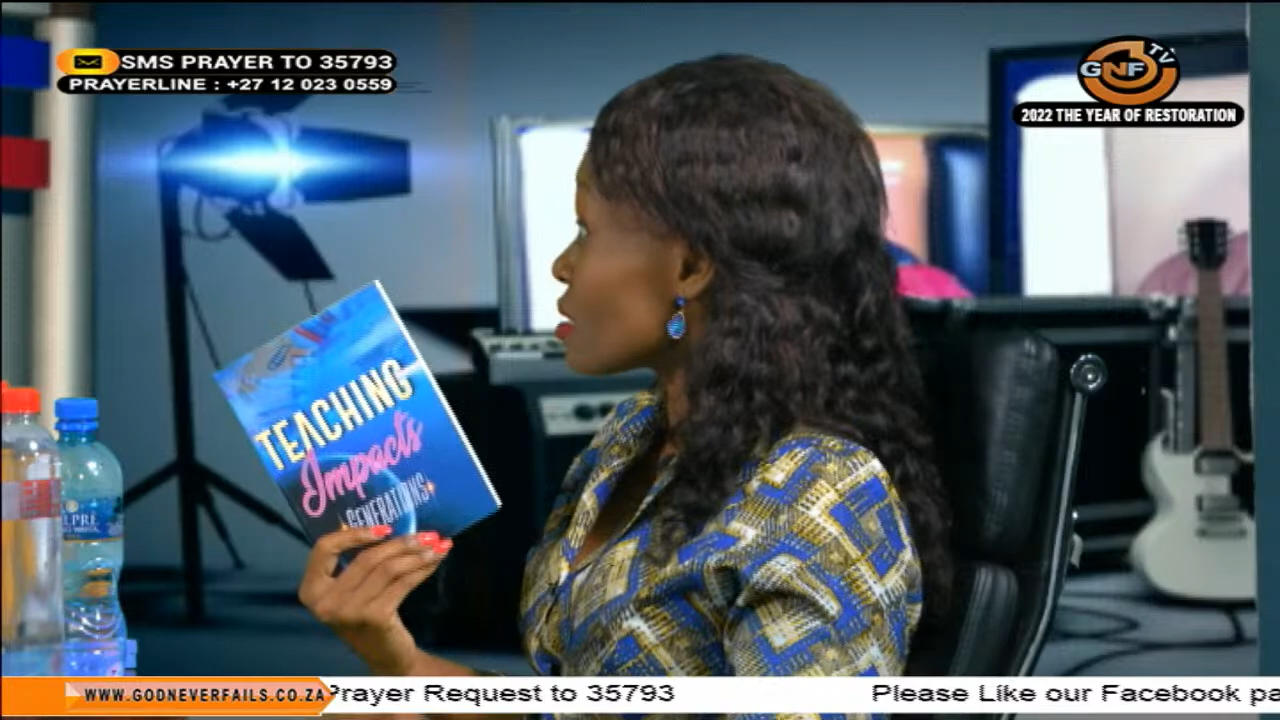 SMS PRAYER TO 35793
PRAYERLINE : +27 12 023 0559
GNF TV
2022 THE YEAR OF RESTORATION
TEACHING
Impacts
GENERATIONS
WWW.GODNEVERFAILS.CO.ZA
Prayer Request to 35793
Please Like our Facebook pa